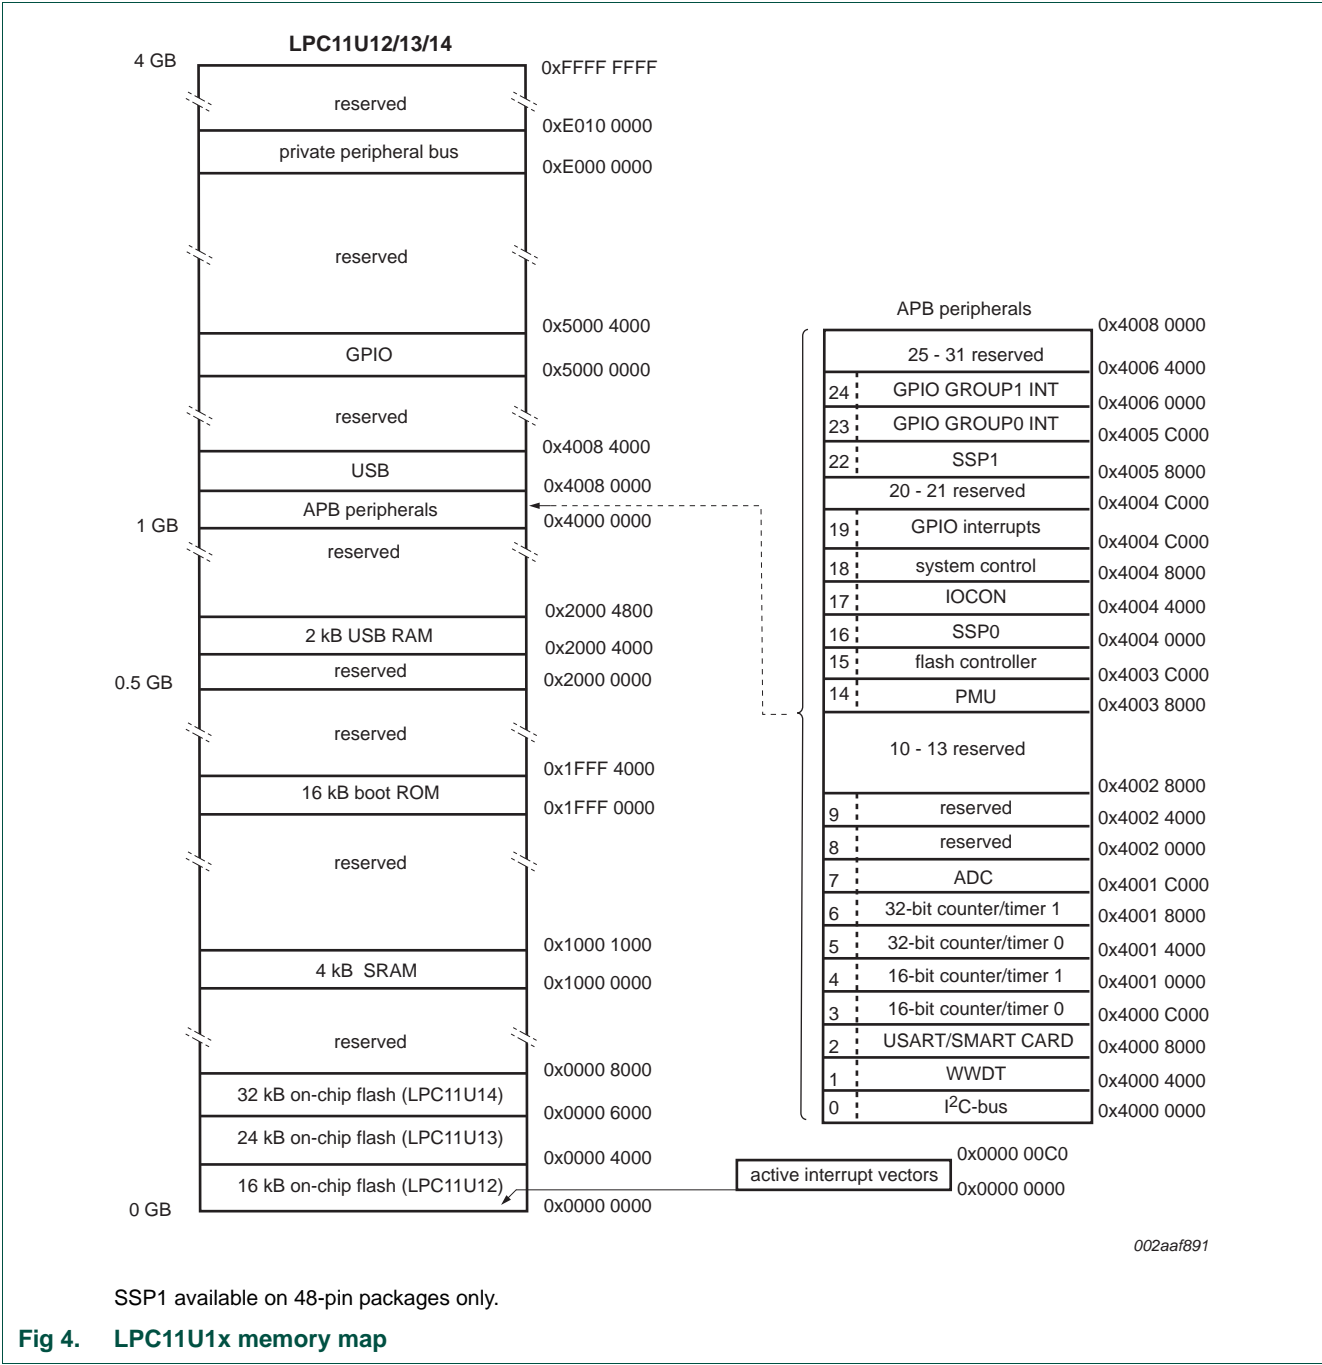 LPC11U12/13/14
4 GB
0xFFFF FFFF
reserved
0xE010 0000
private peripheral bus
0xE000 0000
reserved
0x5000 4000
GPIO
0x5000 0000
reserved
0x4008 4000
USB
0x4008 0000
APB peripherals
1 GB
0x4000 0000
reserved
0x2000 4800
2 kB USB RAM
0x2000 4000
reserved
0.5 GB
0x2000 0000
reserved
0x1FFF 4000
16 kB boot ROM
0x1FFF 0000
reserved
0x1000 1000
4 kB SRAM
0x1000 0000
reserved
0x0000 8000
32 kB on-chip flash (LPC11U14)
0x0000 6000
24 kB on-chip flash (LPC11U13)
0x0000 4000
16 kB on-chip flash (LPC11U12)
0 GB
0x0000 0000
APB peripherals
0x4008 0000
25 - 31 reserved
0x4006 4000
24 GPIO GROUP1 INT
0x4006 0000
23 GPIO GROUP0 INT
0x4005 C000
22 SSP1
0x4005 8000
20 - 21 reserved
0x4004 C000
19 GPIO interrupts
0x4004 C000
18 system control
0x4004 8000
17 IOCON
0x4004 4000
16 SSP0
0x4004 0000
15 flash controller
0x4003 C000
14 PMU
0x4003 8000
10 - 13 reserved
0x4002 8000
9 reserved
0x4002 4000
8 reserved
0x4002 0000
7 ADC
0x4001 C000
6 32-bit counter/timer 1
0x4001 8000
5 32-bit counter/timer 0
0x4001 4000
4 16-bit counter/timer 1
0x4001 0000
3 16-bit counter/timer 0
0x4000 C000
2 USART/SMART CARD
0x4000 8000
1 WWDT
0x4000 4000
0 I2C-bus
0x4000 0000
0x0000 00C0
active interrupt vectors
0x0000 0000
002aaf891
SSP1 available on 48-pin packages only.
Fig 4. LPC11U1x memory map